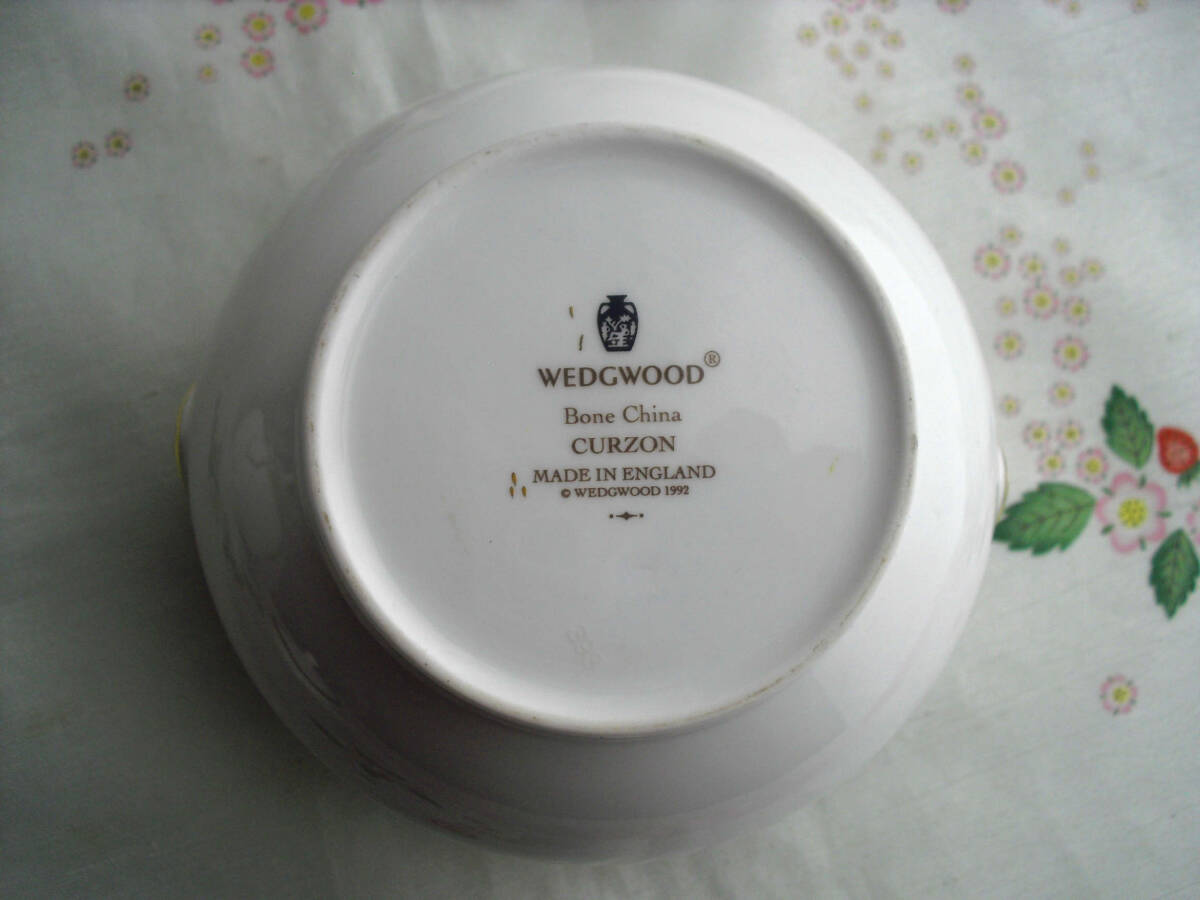 WEDGWOOD®
Bone China
CURZON
MADE IN ENGLAND
© WEDGWOOD 1992